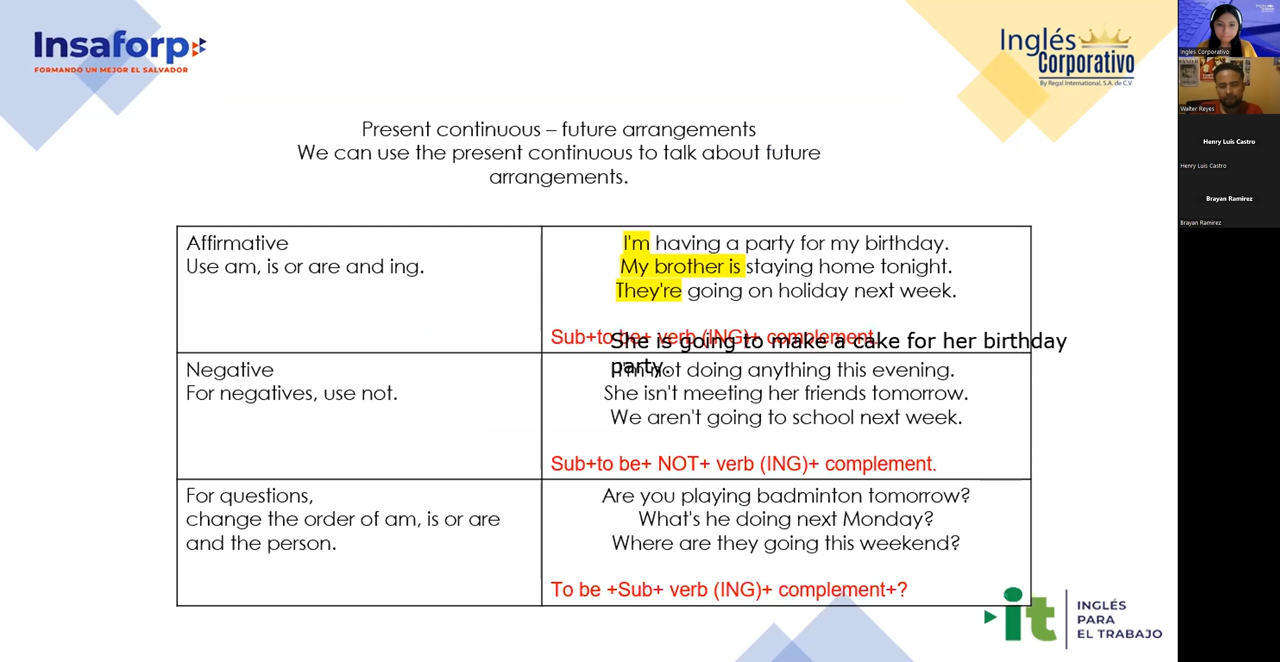 Insaforp
FORMANDO UN MEJOR EL SALVADOR
Inglés
Corporativo
By Regal International, S.A. de C.V.
Present continuous – future arrangements
We can use the present continuous to talk about future
arrangements.
Affirmative
Use am, is or are and ing.
I'm having a party for my birthday.
My brother is staying home tonight.
They're going on holiday next week.
Sub+to be+ verb (ING)+ complement.
She is going to make a cake for her birthday
party.
Negative
For negatives, use not.
I'm not doing anything this evening.
She isn't meeting her friends tomorrow.
We aren't going to school next week.
Sub+to be+ NOT+ verb (ING)+ complement.
For questions,
change the order of am, is or are
and the person.
Are you playing badminton tomorrow?
What's he doing next Monday?
Where are they going this weekend?
To be +Sub+ verb (ING)+ complement+?
it
INGLÉS
PARA
EL TRABAJO
Ingles Corporativo
Walter Reyes
Henry Luis Castro
Henry Luis Castro
Brayan Ramirez
Brayan Ramirez